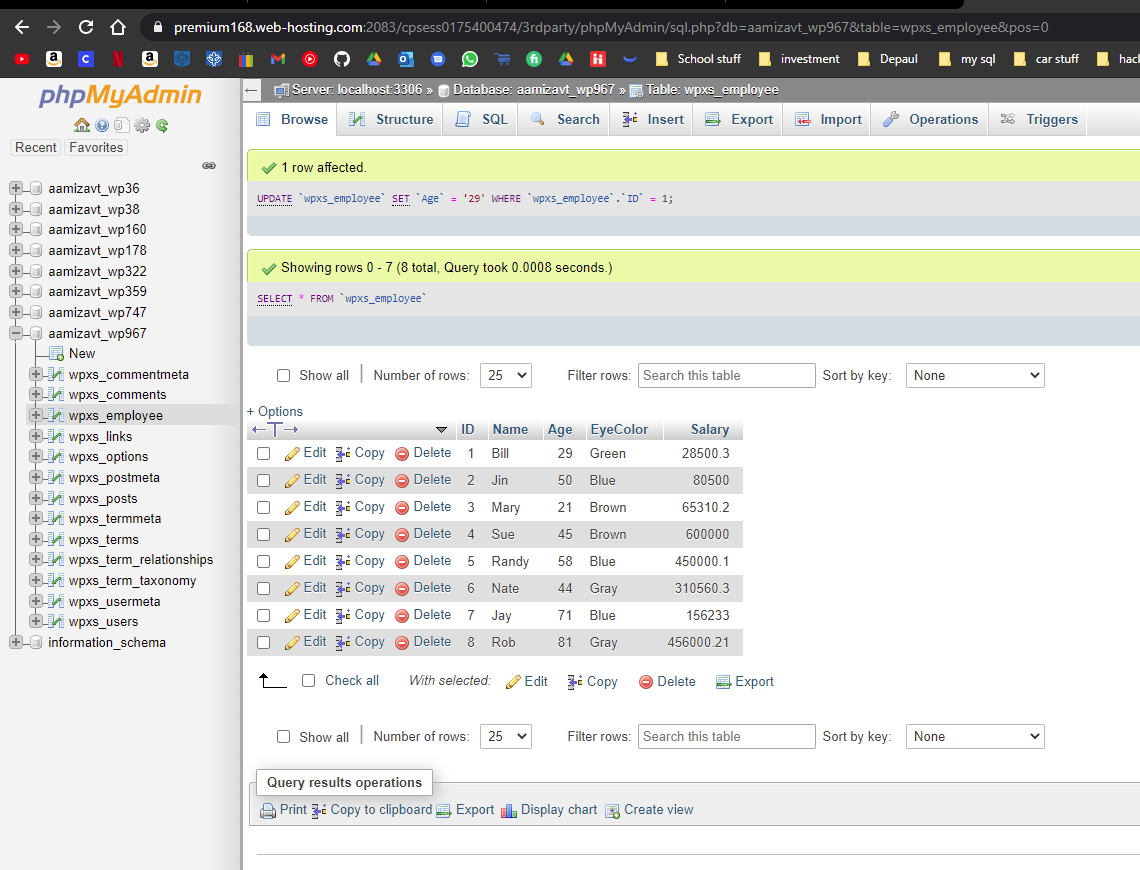 premium168.web-hosting.com:2083/cpsess0175400474/3rdparty/phpMyAdmin/sql.php?db=aamizavt_wp967&table=wpxs_employee&pos=0
School stuff investment Depaul my sql car stuff hack
phpMyAdmin
Recent Favorites
aamizavt_wp36
aamizavt_wp38
aamizavt_wp160
aamizavt_wp178
aamizavt_wp322
aamizavt_wp359
aamizavt_wp747
aamizavt_wp967
New
wpxs_commentmeta
wpxs_comments
wpxs_employee
wpxs_links
wpxs_options
wpxs_postmeta
wpxs_posts
wpxs_termmeta
wpxs_terms
wpxs_term_relationships
wpxs_term_taxonomy
wpxs_usermeta
wpxs_users
information_schema
Server: localhost:3306 » Database: aamizavt_wp967 » Table: wpxs_employee
Browse Structure SQL Search Insert Export Import Operations Triggers
1 row affected.
UPDATE `wpxs_employee` SET `Age` = '29' WHERE `wpxs_employee`.`ID` = 1;
Showing rows 0 - 7 (8 total, Query took 0.0008 seconds.)
SELECT * FROM `wpxs_employee`
Show all | Number of rows: 25 Filter rows: Search this table Sort by key: None
+ Options
←T→ ID Name Age EyeColor Salary
Edit Copy Delete 1 Bill 29 Green 28500.3
Edit Copy Delete 2 Jin 50 Blue 80500
Edit Copy Delete 3 Mary 21 Brown 65310.2
Edit Copy Delete 4 Sue 45 Brown 600000
Edit Copy Delete 5 Randy 58 Blue 450000.1
Edit Copy Delete 6 Nate 44 Gray 310560.3
Edit Copy Delete 7 Jay 71 Blue 156233
Edit Copy Delete 8 Rob 81 Gray 456000.21
Check all With selected: Edit Copy Delete Export
Show all | Number of rows: 25 Filter rows: Search this table Sort by key: None
Query results operations
Print Copy to clipboard Export Display chart Create view